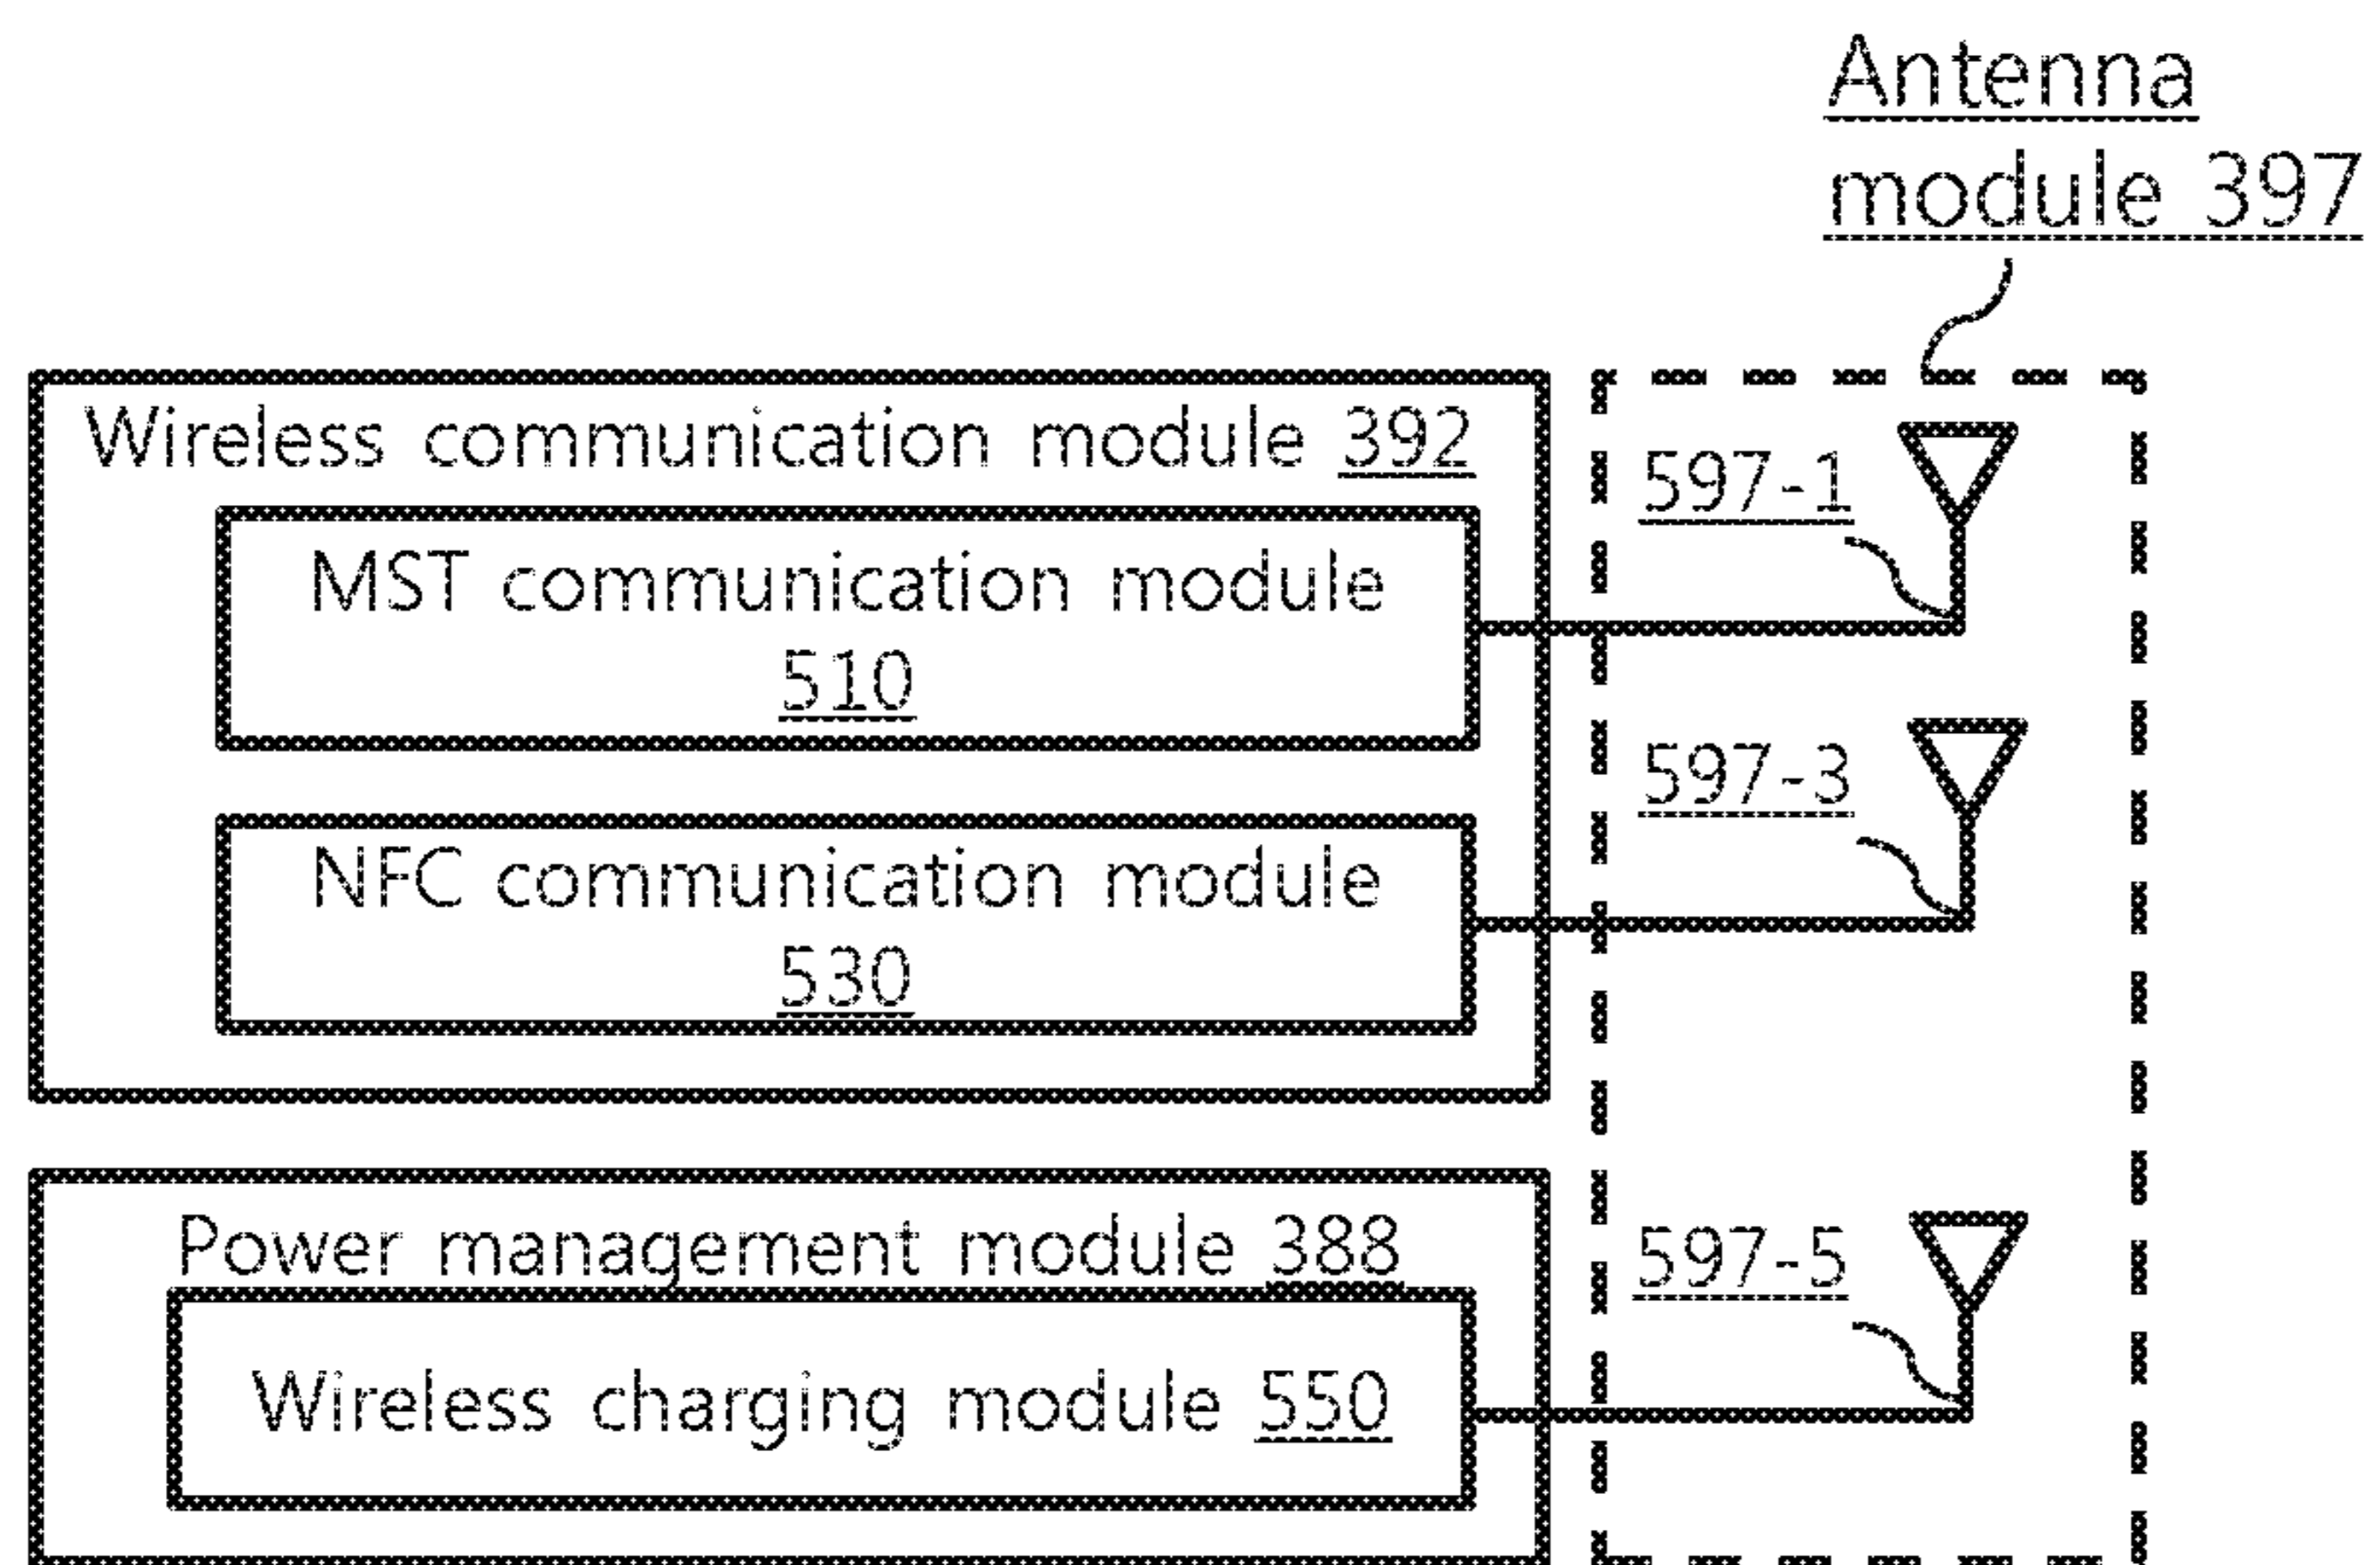 Antenna
module 397
Wireless communication module 392
597-1
MST communication module
510
597-3
NFC communication module
530
Power management module 388
597-5
Wireless charging module 550